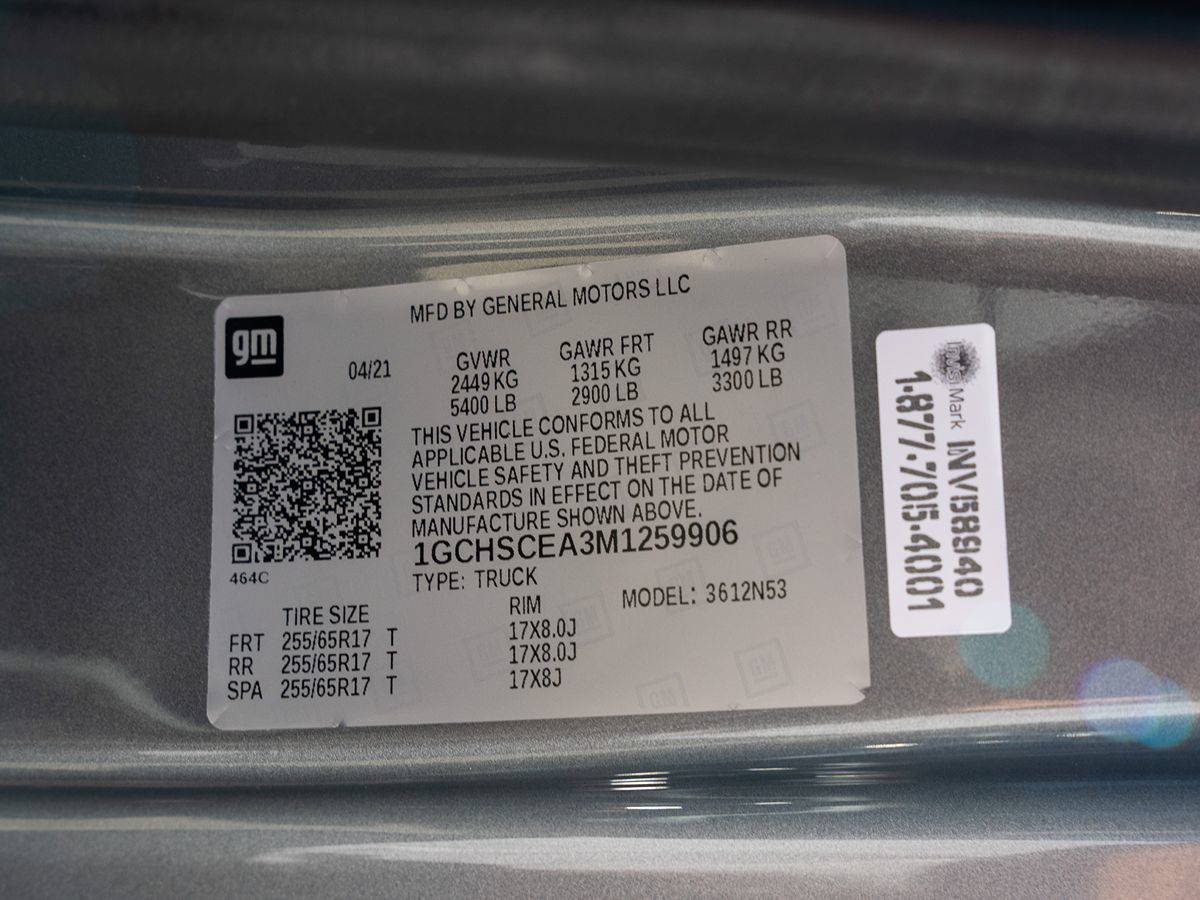 MFD BY GENERAL MOTORS LLC
gm
04/21
GVWR GAWR FRT GAWR RR
2449 KG 1315 KG 1497 KG
5400 LB 2900 LB 3300 LB
THIS VEHICLE CONFORMS TO ALL
APPLICABLE U.S. FEDERAL MOTOR
VEHICLE SAFETY AND THEFT PREVENTION
STANDARDS IN EFFECT ON THE DATE OF
MANUFACTURE SHOWN ABOVE.
1GCHSCEA3M1259906
464C
TYPE: TRUCK
TIRE SIZE RIM MODEL: 3612N53
FRT 255/65R17 T 17X8.0J
RR 255/65R17 T 17X8.0J
SPA 255/65R17 T 17X8J
Mark INV58940
1-877-705-4001